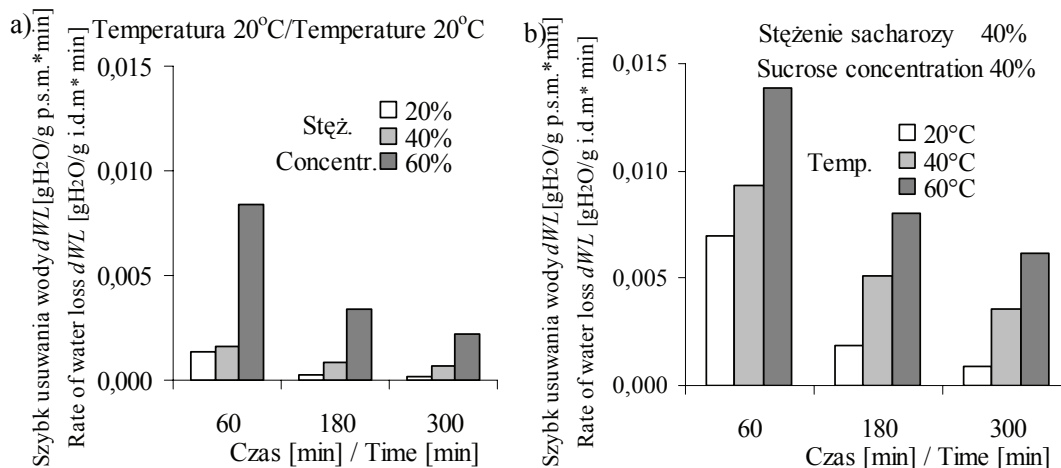 a).
Temperatura 20°C/Temperature 20°C
Szybk usuwania wody dWL[gH2O/g p.s.m.*min]
Rate of water loss dWL [gH2O/g i.d.m* min]
0,015
0,010
0,005
0,000
Stęż.
Concentr.
20%
40%
60%
60 180 300
Czas [min] / Time [min]
b)
Stężenie sacharozy 40%
Sucrose concentration 40%
Szybk usuwania wody dWL[gH2O/g p.s.m.*min]
Rate of water loss dWL [gH2O/g i.d.m* min]
0,015
0,010
0,005
0,000
Temp.
20°C
40°C
60°C
60 180 300
Czas [min] / Time [min]